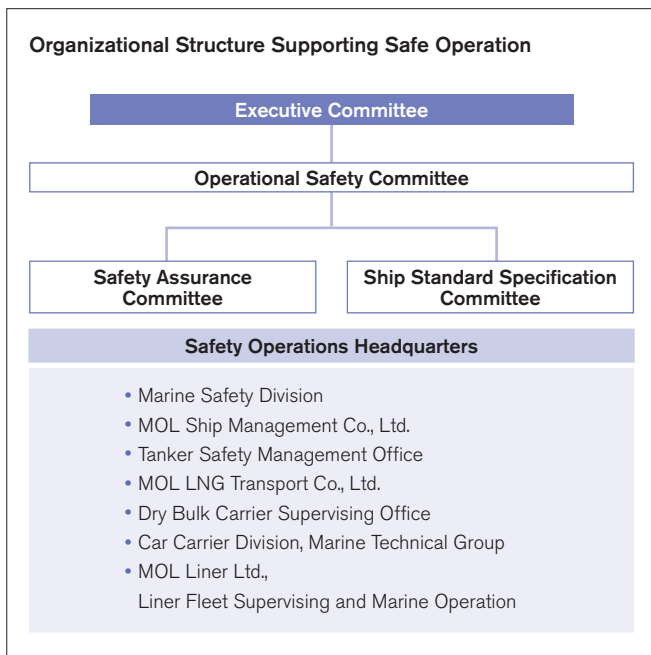 Organizational Structure Supporting Safe Operation
Executive Committee
Operational Safety Committee
Safety Assurance
Committee
Ship Standard Specification
Committee
Safety Operations Headquarters
• Marine Safety Division
• MOL Ship Management Co., Ltd.
• Tanker Safety Management Office
• MOL LNG Transport Co., Ltd.
• Dry Bulk Carrier Supervising Office
• Car Carrier Division, Marine Technical Group
• MOL Liner Ltd.,
Liner Fleet Supervising and Marine Operation